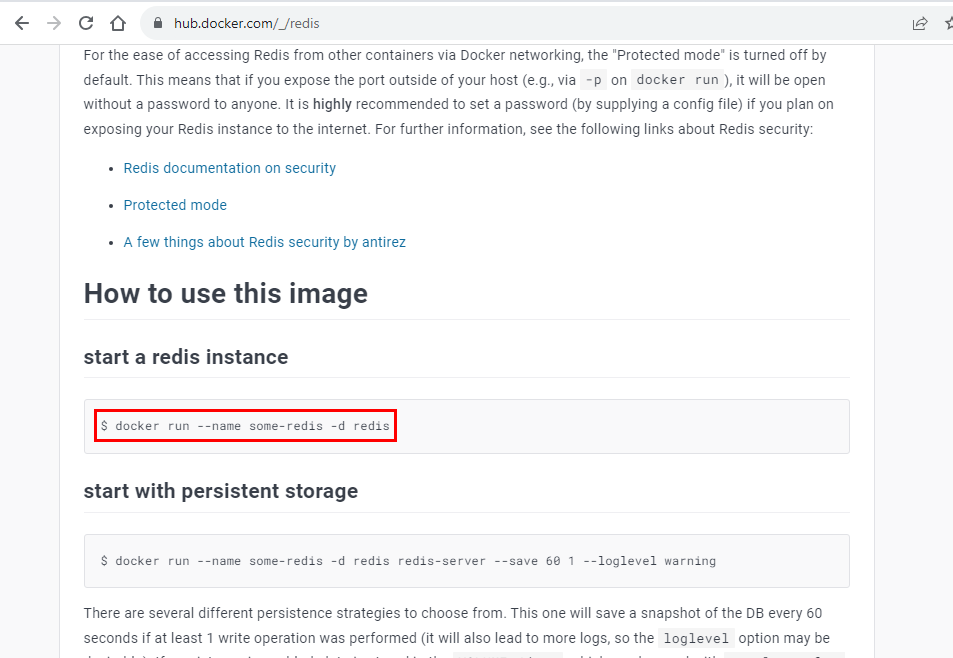 hub.docker.com/_/redis
For the ease of accessing Redis from other containers via Docker networking, the "Protected mode" is turned off by
default. This means that if you expose the port outside of your host (e.g., via -p on docker run ), it will be open
without a password to anyone. It is highly recommended to set a password (by supplying a config file) if you plan on
exposing your Redis instance to the internet. For further information, see the following links about Redis security:
• Redis documentation on security
• Protected mode
• A few things about Redis security by antirez
How to use this image
start a redis instance
$ docker run --name some-redis -d redis
start with persistent storage
$ docker run --name some-redis -d redis redis-server --save 60 1 --loglevel warning
There are several different persistence strategies to choose from. This one will save a snapshot of the DB every 60
seconds if at least 1 write operation was performed (it will also lead to more logs, so the loglevel option may be